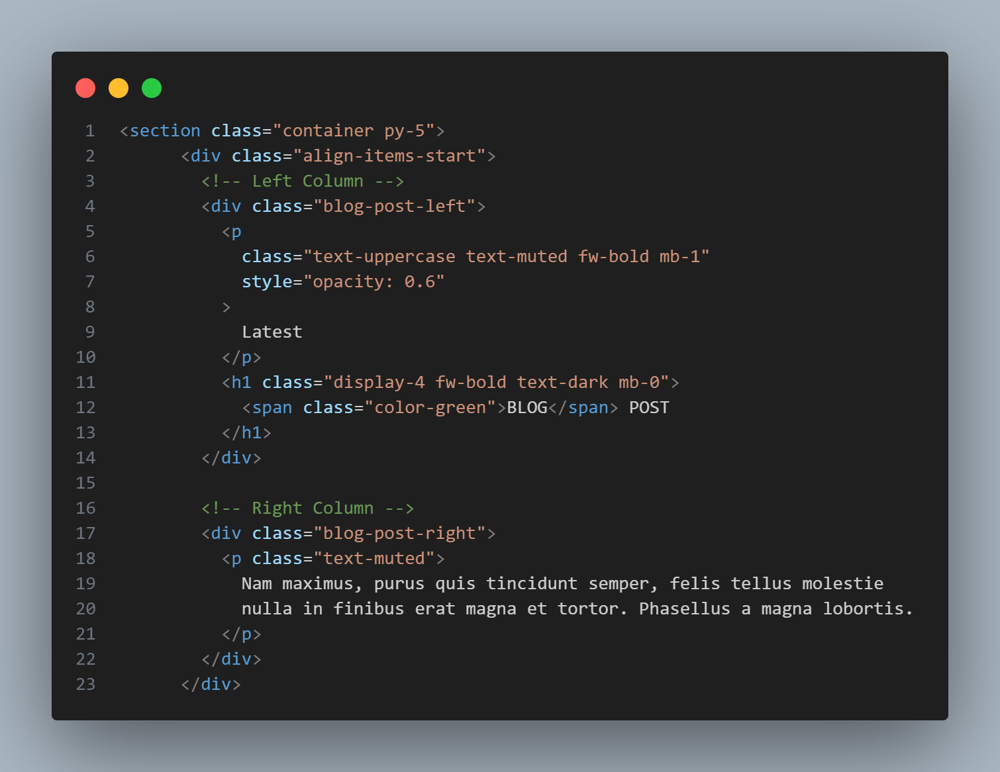 1 <section class="container py-5">
2 <div class="align-items-start">
3 <!-- Left Column -->
4 <div class="blog-post-left">
5 <p
6 class="text-uppercase text-muted fw-bold mb-1"
7 style="opacity: 0.6"
8 >
9 Latest
10 </p>
11 <h1 class="display-4 fw-bold text-dark mb-0">
12 <span class="color-green">BLOG</span> POST
13 </h1>
14 </div>
15
16 <!-- Right Column -->
17 <div class="blog-post-right">
18 <p class="text-muted">
19 Nam maximus, purus quis tincidunt semper, felis tellus molestie
20 nulla in finibus erat magna et tortor. Phasellus a magna lobortis.
21 </p>
22 </div>
23 </div>